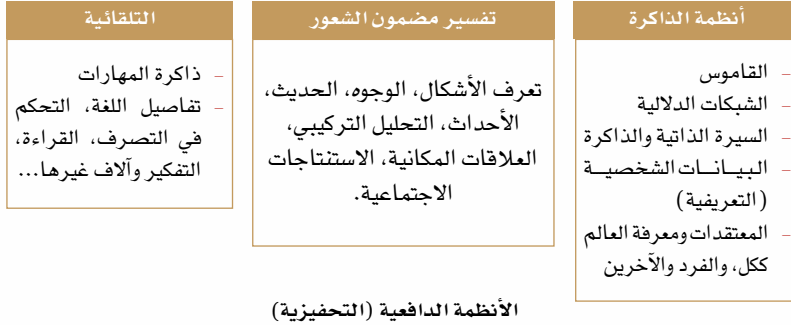 أنظمة الذاكرة
– القاموس
– الشبكات الدلالية
– السيرة الذاتية والذاكرة
– البيــانــات الشخصيــة
(التعريفية)
– المعتقدات ومعرفة العالم
ككل، والفرد والآخرين
تفسير مضمون الشعور
تعرف الأشكال، الوجوه، الحديث،
الأحداث، التحليل التركيبي،
العلاقات المكانية، الاستنتاجات
الاجتماعية.
التلقائية
– ذاكرة المهارات
– تفاصيل اللغة، التحكم
في التصرف، القراءة،
التفكير وآلاف غيرها...
الأنظمة الدافعية (التحفيزية)